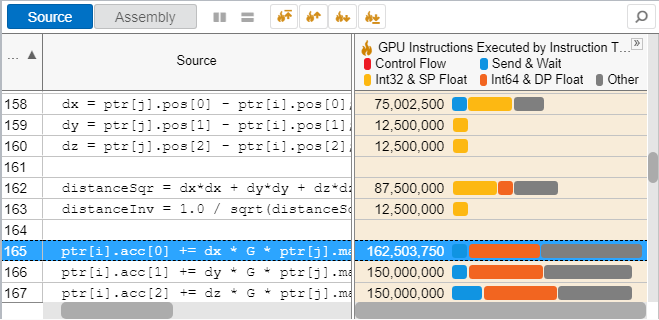 Source Assembly
... ▲ Source GPU Instructions Executed by Instruction T... »
Control Flow Send & Wait
Int32 & SP Float Int64 & DP Float Other
158 dx = ptr[j].pos[0] - ptr[i].pos[0], 75,002,500
159 dy = ptr[j].pos[1] - ptr[i].pos[1], 12,500,000
160 dz = ptr[j].pos[2] - ptr[i].pos[2], 12,500,000
161
162 distanceSqr = dx*dx + dy*dy + dz*dz 87,500,000
163 distanceInv = 1.0 / sqrt(distanceSq 12,500,000
164
165 ptr[i].acc[0] += dx * G * ptr[j].ma 162,503,750
166 ptr[i].acc[1] += dy * G * ptr[j].ma 150,000,000
167 ptr[i].acc[2] += dz * G * ptr[j].ma 150,000,000